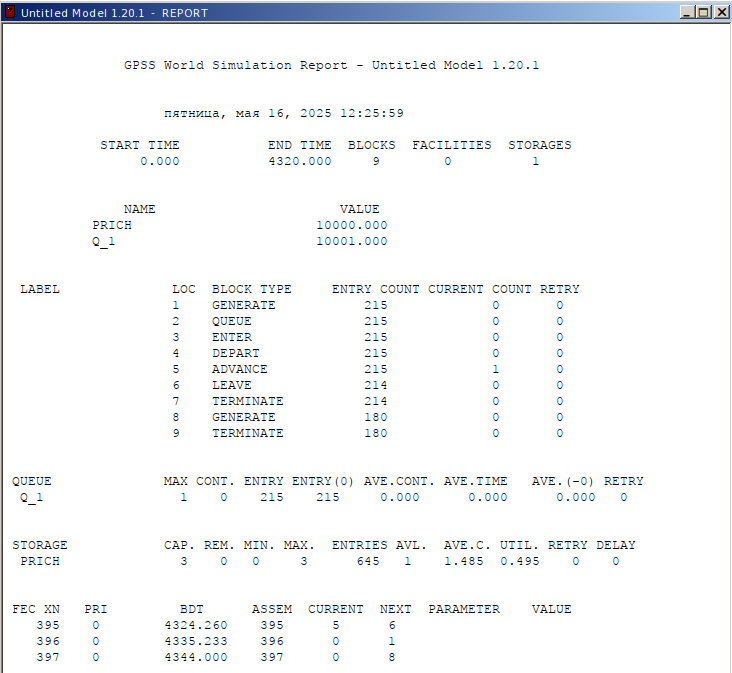 Untitled Model 1.20.1 - REPORT
GPSS World Simulation Report - Untitled Model 1.20.1
пятница, мая 16, 2025 12:25:59
START TIME END TIME BLOCKS FACILITIES STORAGES
0.000 4320.000 9 0 1
NAME VALUE
PRICH 10000.000
Q_1 10001.000
LABEL LOC BLOCK TYPE ENTRY COUNT CURRENT COUNT RETRY
1 GENERATE 215 0 0
2 QUEUE 215 0 0
3 ENTER 215 0 0
4 DEPART 215 0 0
5 ADVANCE 215 1 0
6 LEAVE 214 0 0
7 TERMINATE 214 0 0
8 GENERATE 180 0 0
9 TERMINATE 180 0 0
QUEUE MAX CONT. ENTRY ENTRY(0) AVE.CONT. AVE.TIME AVE.(-0) RETRY
Q_1 1 0 215 215 0.000 0.000 0.000 0
STORAGE CAP. REM. MIN. MAX. ENTRIES AVL. AVE.C. UTIL. RETRY DELAY
PRICH 3 0 0 3 645 1 1.485 0.495 0 0
FEC XN PRI BDT ASSEM CURRENT NEXT PARAMETER VALUE
395 0 4324.260 395 5 6
396 0 4335.233 396 0 1
397 0 4344.000 397 0 8